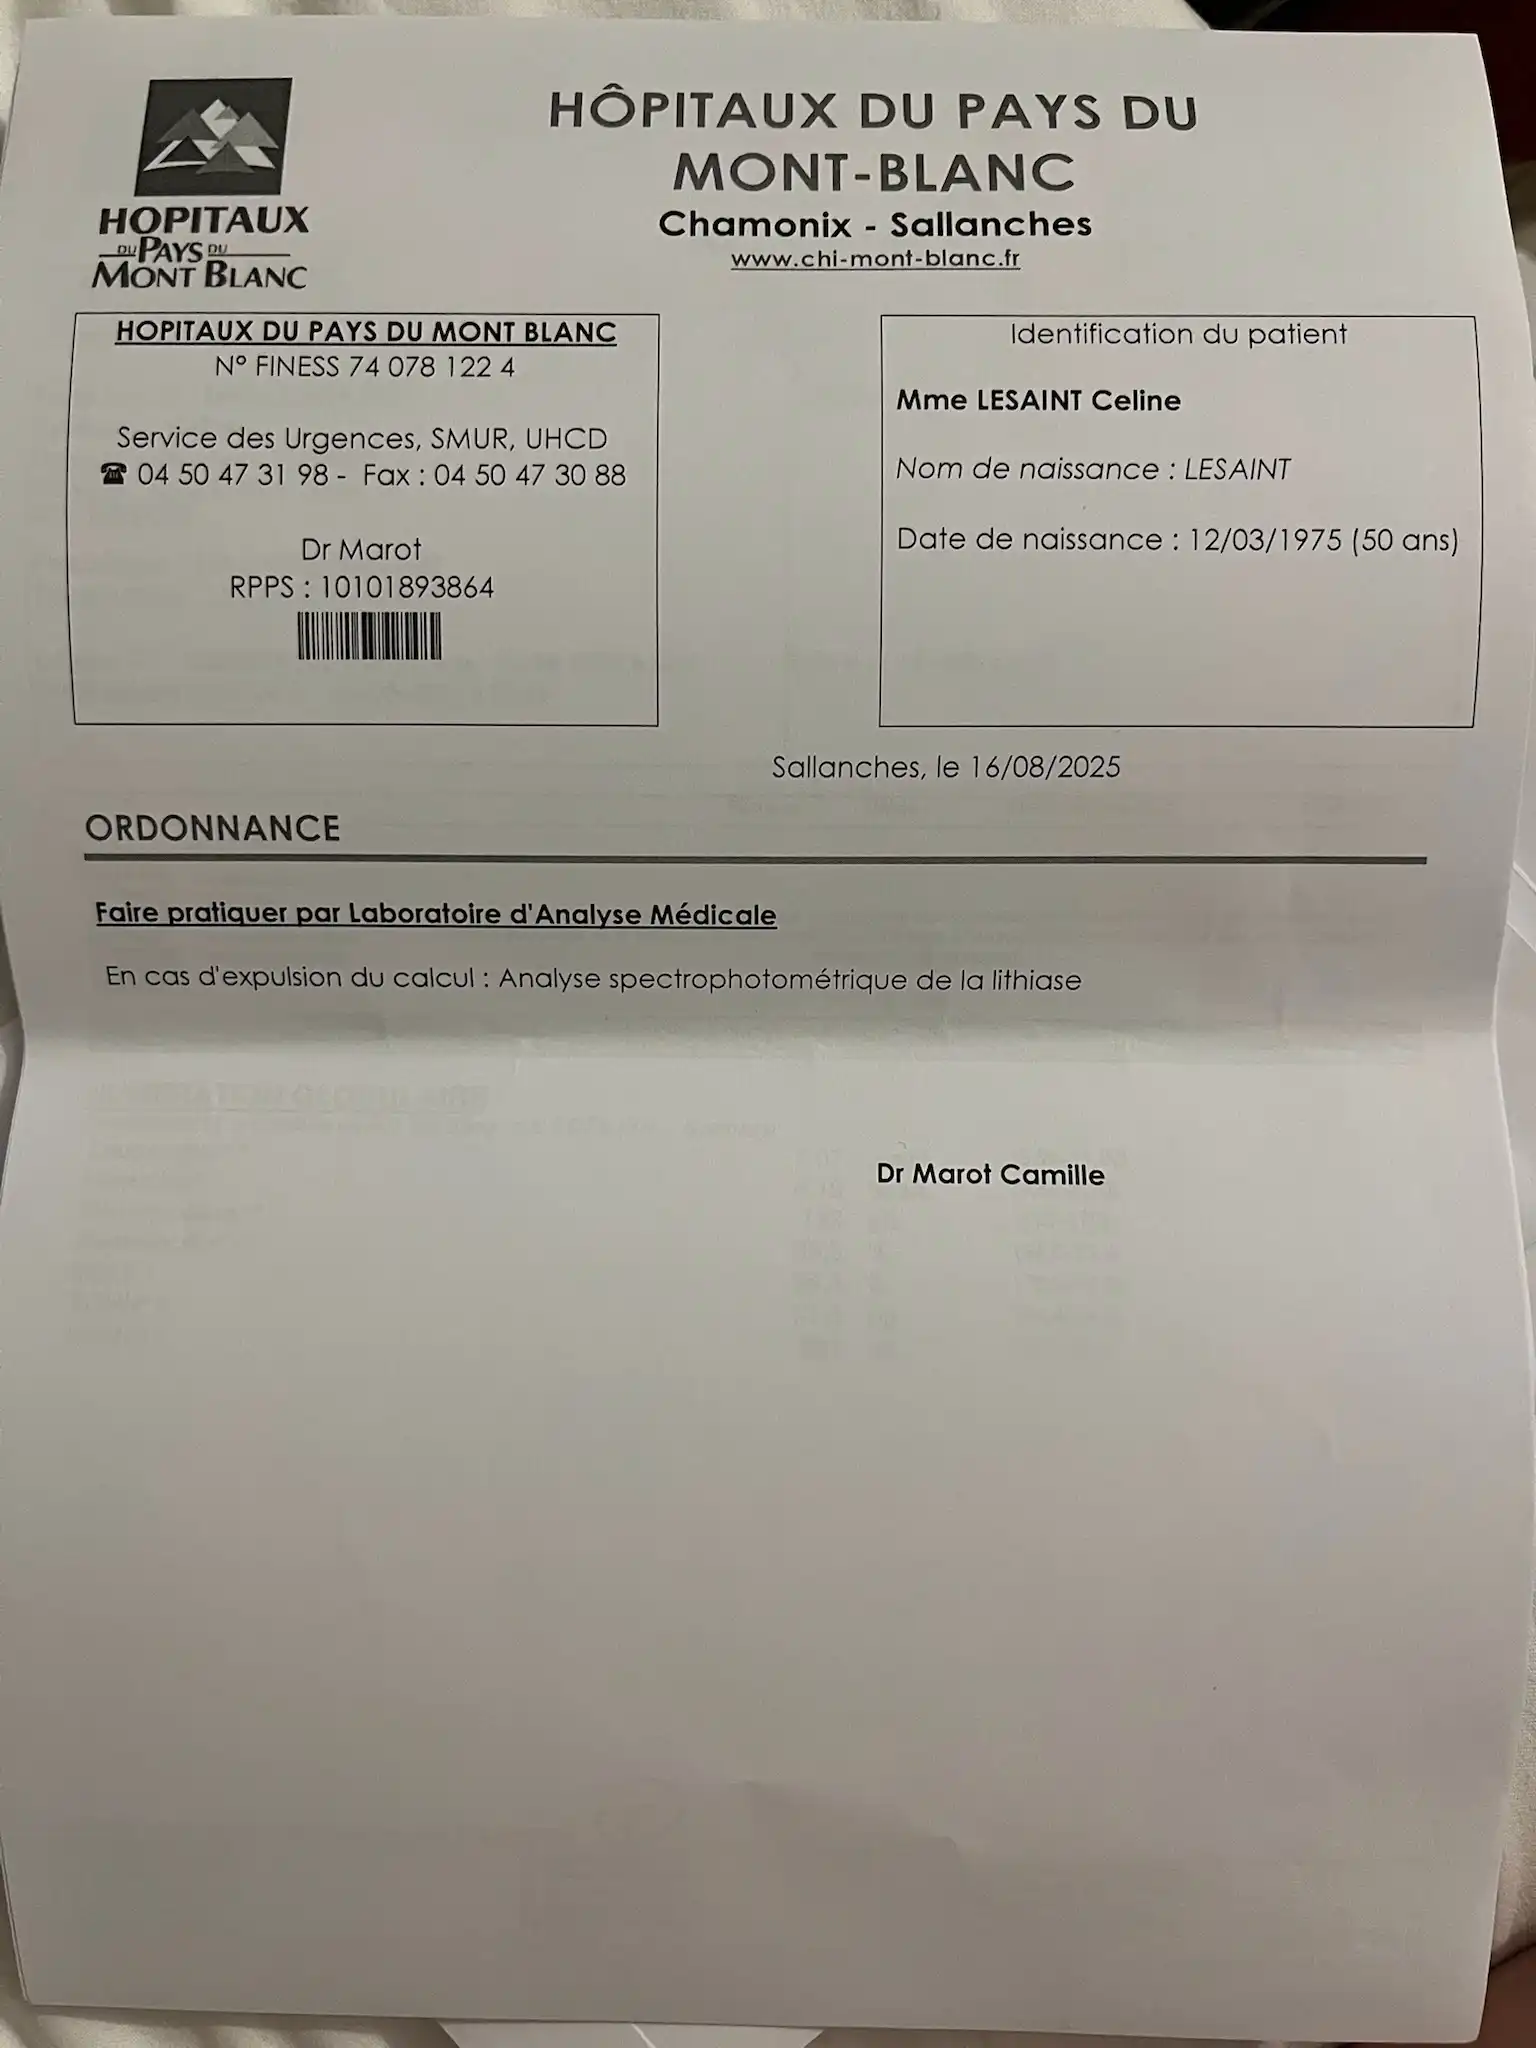 HÔPITAUX DU PAYS DU
MONT-BLANC
Chamonix - Sallanches
www.chi-mont-blanc.fr
HOPITAUX
DU PAYS DU
MONT BLANC
HOPITAUX DU PAYS DU MONT BLANC
N° FINESS 74 078 122 4
Service des Urgences, SMUR, UHCD
☎ 04 50 47 31 98 - Fax : 04 50 47 30 88
Dr Marot
RPPS : 10101893864
Identification du patient
Mme LESAINT Celine
Nom de naissance : LESAINT
Date de naissance : 12/03/1975 (50 ans)
Sallanches, le 16/08/2025
ORDONNANCE
Faire pratiquer par Laboratoire d'Analyse Médicale
En cas d'expulsion du calcul : Analyse spectrophotométrique de la lithiase
Dr Marot Camille